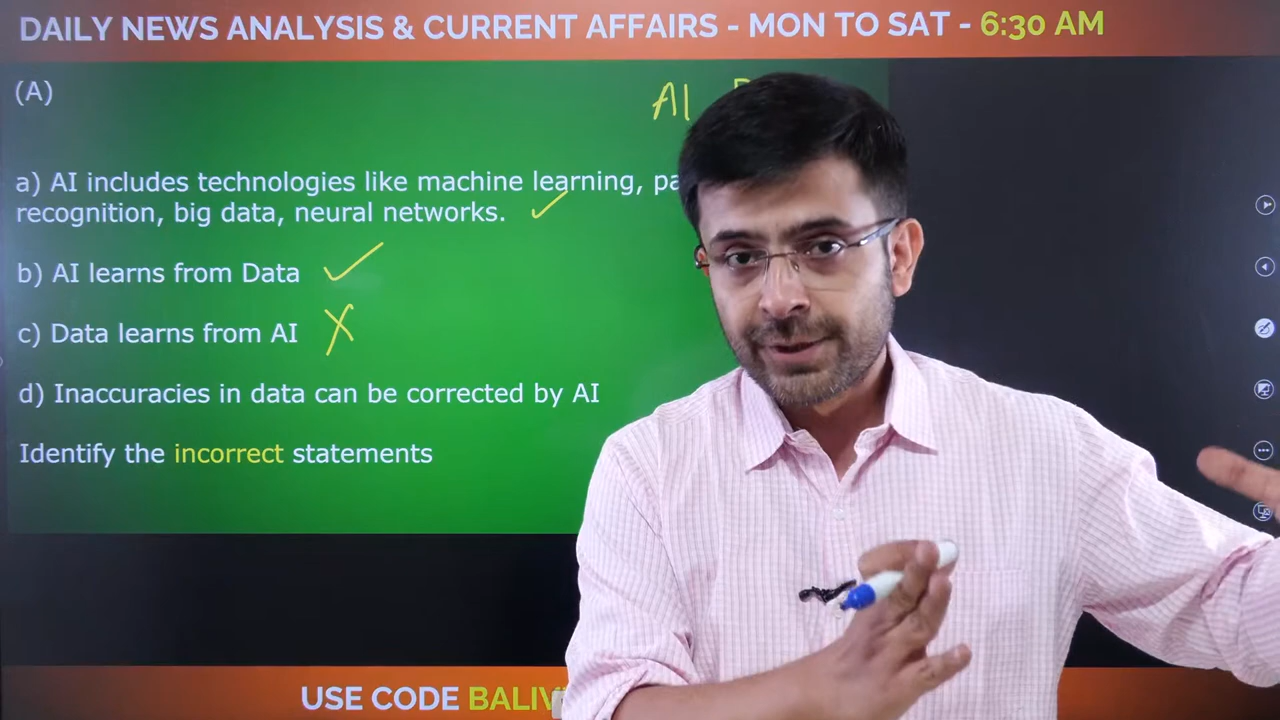 DAILY NEWS ANALYSIS & CURRENT AFFAIRS - MON TO SAT - 6:30 AM
(A)
AI
a) AI includes technologies like machine learning,
recognition, big data, neural networks.
b) AI learns from Data
c) Data learns from AI
d) Inaccuracies in data can be corrected by AI
Identify the incorrect statements
USE CODE